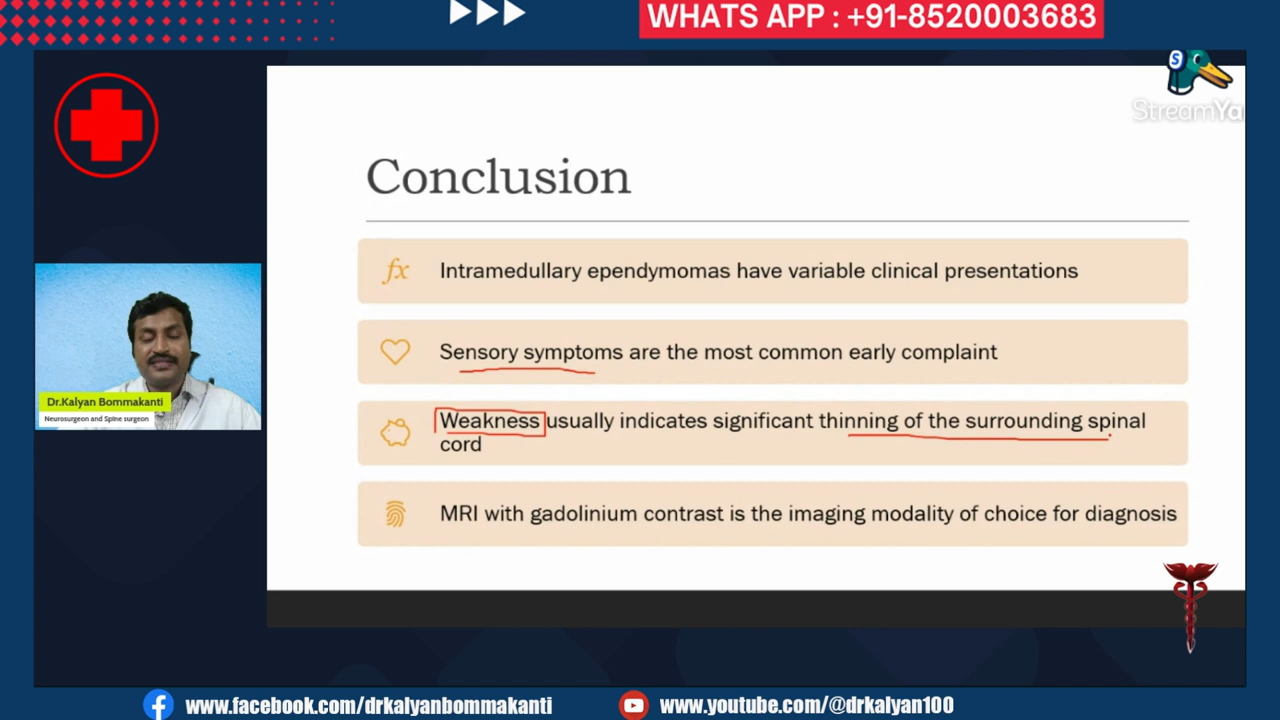 WHATS APP : +91-8520003683
StreamYa
Conclusion
fx
Intramedullary ependymomas have variable clinical presentations
Sensory symptoms are the most common early complaint
Weakness usually indicates significant thinning of the surrounding spinal
cord
MRI with gadolinium contrast is the imaging modality of choice for diagnosis
Dr.Kalyan Bommakanti
Neurosurgeon and Spine surgeon
www.facebook.com/drkalyanbommakanti
www.youtube.com/@drkalyan100